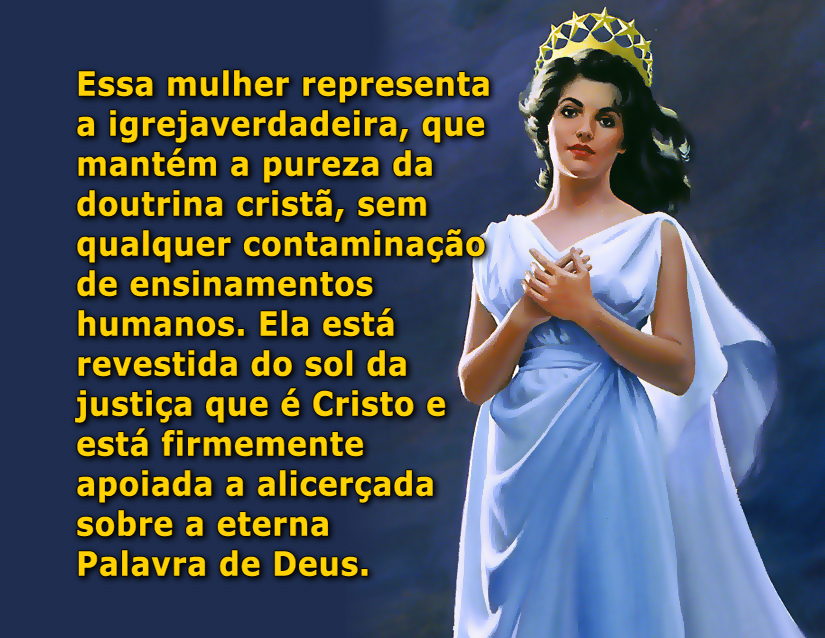 Essa mulher representa
a igrejaverdadeira, que
mantém a pureza da
doutrina cristã, sem
qualquer contaminação
de ensinamentos
humanos. Ela está
revestida do sol da
justiça que é Cristo e
está firmemente
apoiada a alicerçada
sobre a eterna
Palavra de Deus.